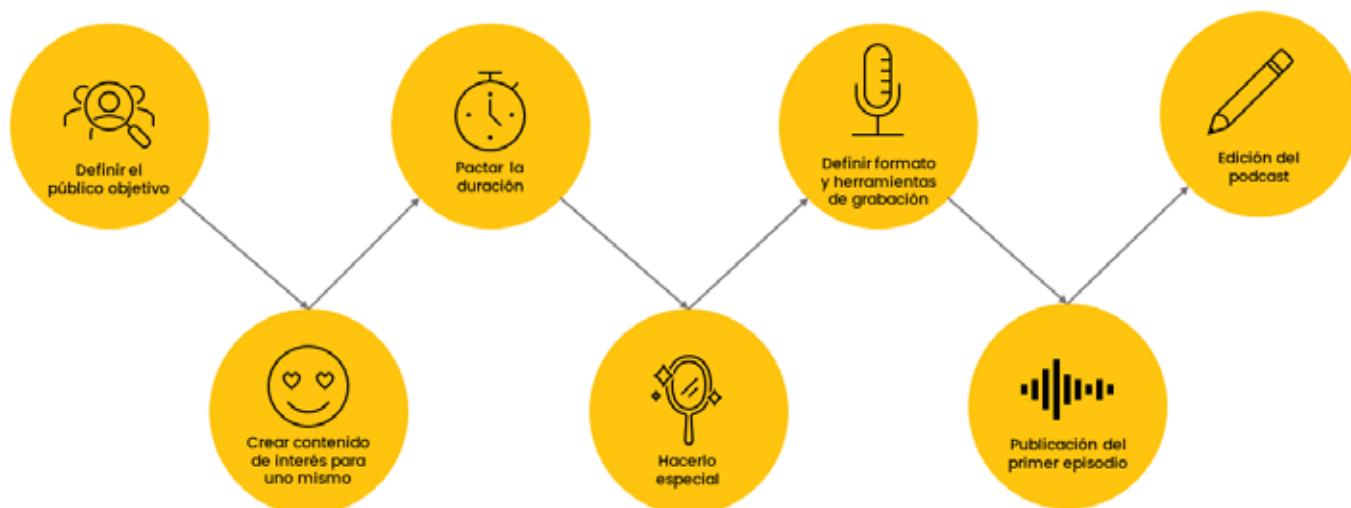 Definir el
público objetivo
Crear contenido
de interés para
uno mismo
Pactar la
duración
Hacerlo
especial
Definir formato
y herramientas
de grabación
Publicación del
primer episodio
Edición del
podcast